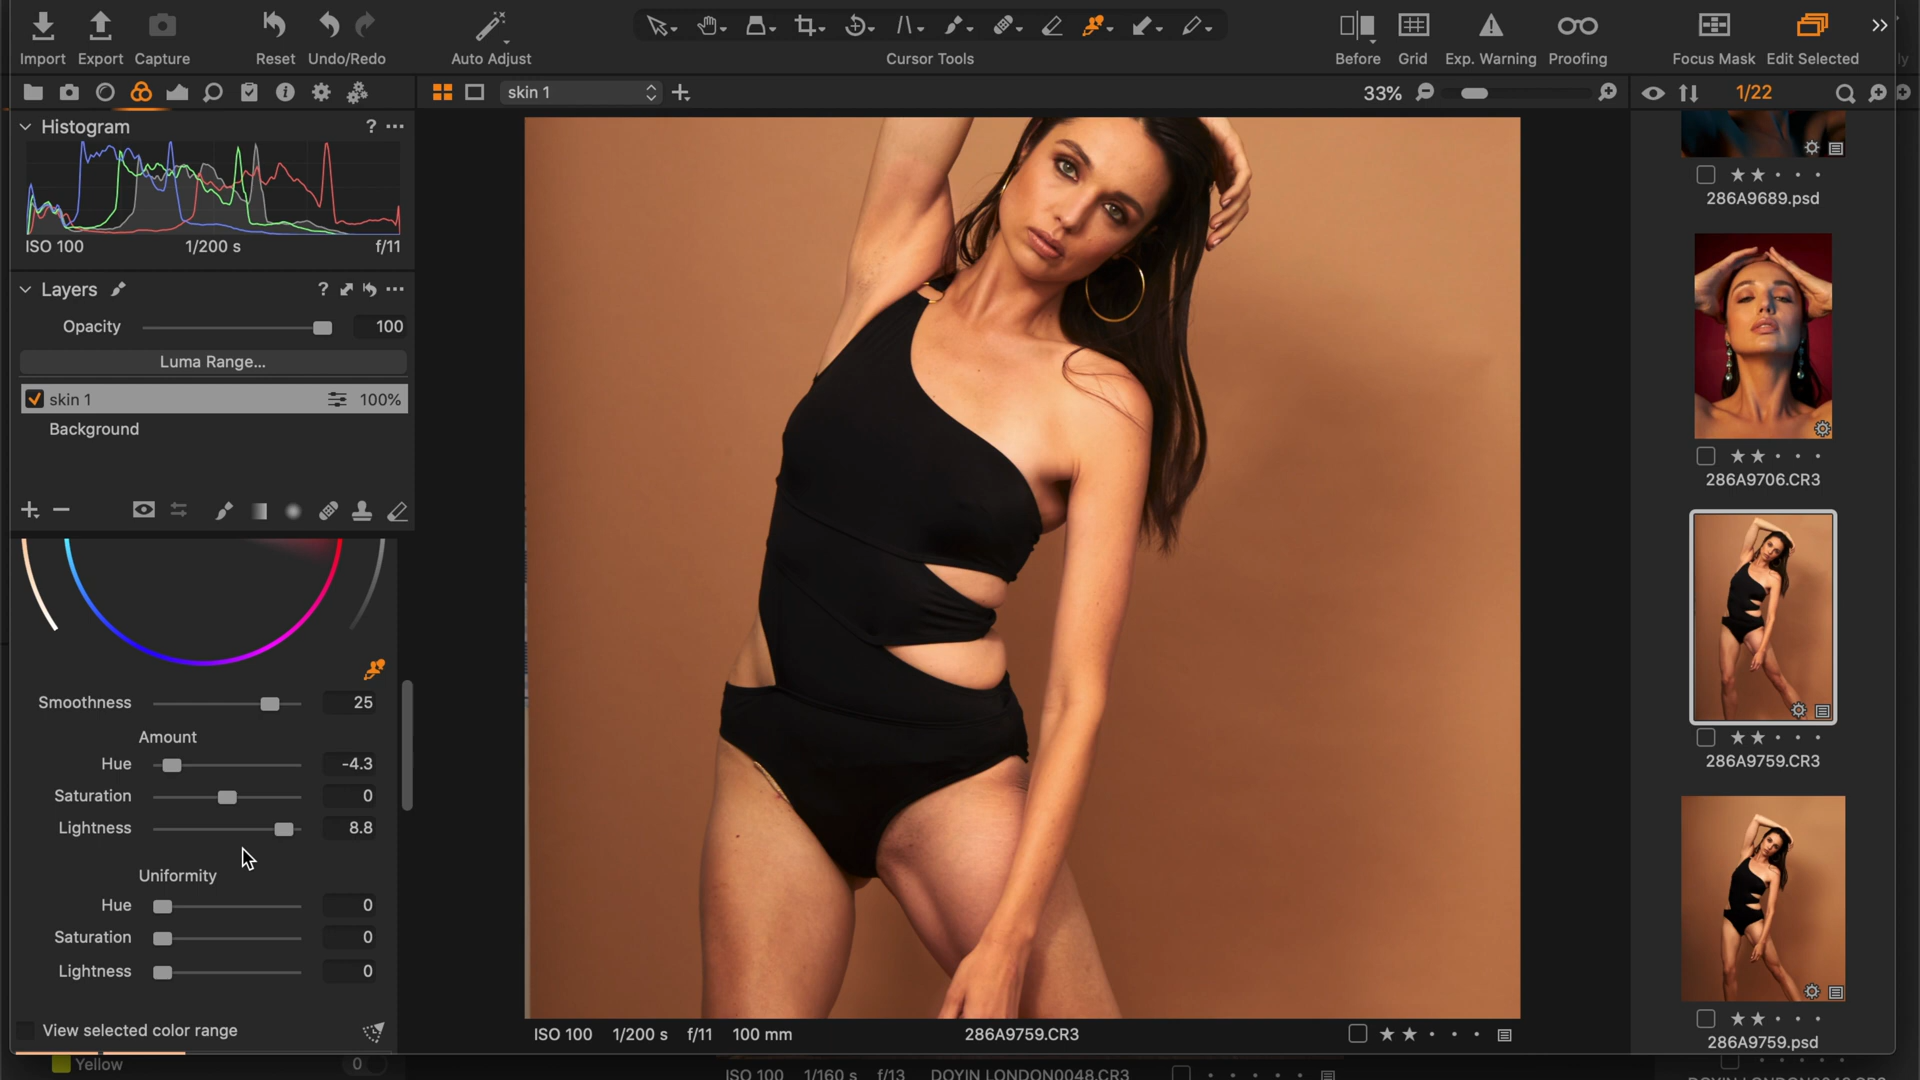 Import Export Capture Reset Undo/Redo Auto Adjust Cursor Tools Before Grid Exp. Warning Proofing Focus Mask Edit Selected
skin 1
33%
1/22
Histogram
ISO 100 1/200 s f/11
Layers
Opacity 100
Luma Range...
skin 1 100%
Background
Smoothness 25
Amount
Hue -4.3
Saturation 0
Lightness 8.8
Uniformity
Hue 0
Saturation 0
Lightness 0
View selected color range
Yellow 0
ISO 100 1/200 s f/11 100 mm 286A9759.CR3
ISO 100 1/160 s f/13 DOYIN LONDON0048.CR3
286A9689.psd
286A9706.CR3
286A9759.CR3
286A9759.psd